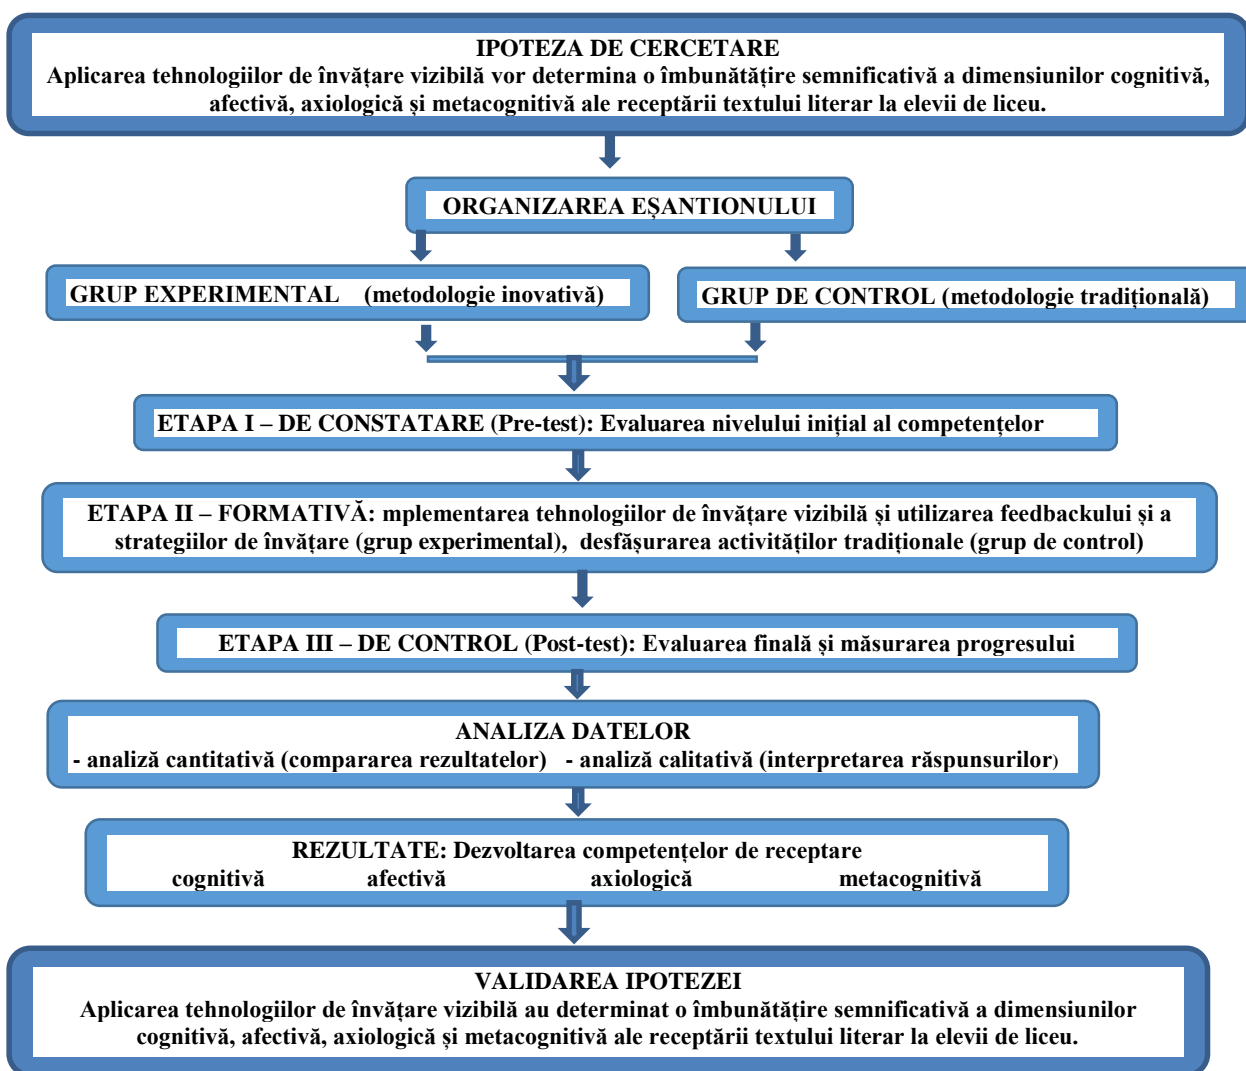 IPOTEZA DE CERCETARE
Aplicarea tehnologiilor de învățare vizibilă vor determina o îmbunătățire semnificativă a dimensiunilor cognitivă,
afectivă, axiologică și metacognitivă ale receptării textului literar la elevii de liceu.
ORGANIZAREA EȘANTIONULUI
GRUP EXPERIMENTAL (metodologie inovativă)
GRUP DE CONTROL (metodologie tradițională)
ETAPA I – DE CONSTATARE (Pre-test): Evaluarea nivelului inițial al competențelor
ETAPA II – FORMATIVĂ: mplementarea tehnologiilor de învățare vizibilă și utilizarea feedbackului și a
strategiilor de învățare (grup experimental), desfășurarea activităților tradiționale (grup de control)
ETAPA III – DE CONTROL (Post-test): Evaluarea finală și măsurarea progresului
ANALIZA DATELOR
- analiză cantitativă (compararea rezultatelor) - analiză calitativă (interpretarea răspunsurilor)
REZULTATE: Dezvoltarea competențelor de receptare
cognitivă afectivă axiologică metacognitivă
VALIDAREA IPOTEZEI
Aplicarea tehnologiilor de învățare vizibilă au determinat o îmbunătățire semnificativă a dimensiunilor
cognitivă, afectivă, axiologică și metacognitivă ale receptării textului literar la elevii de liceu.